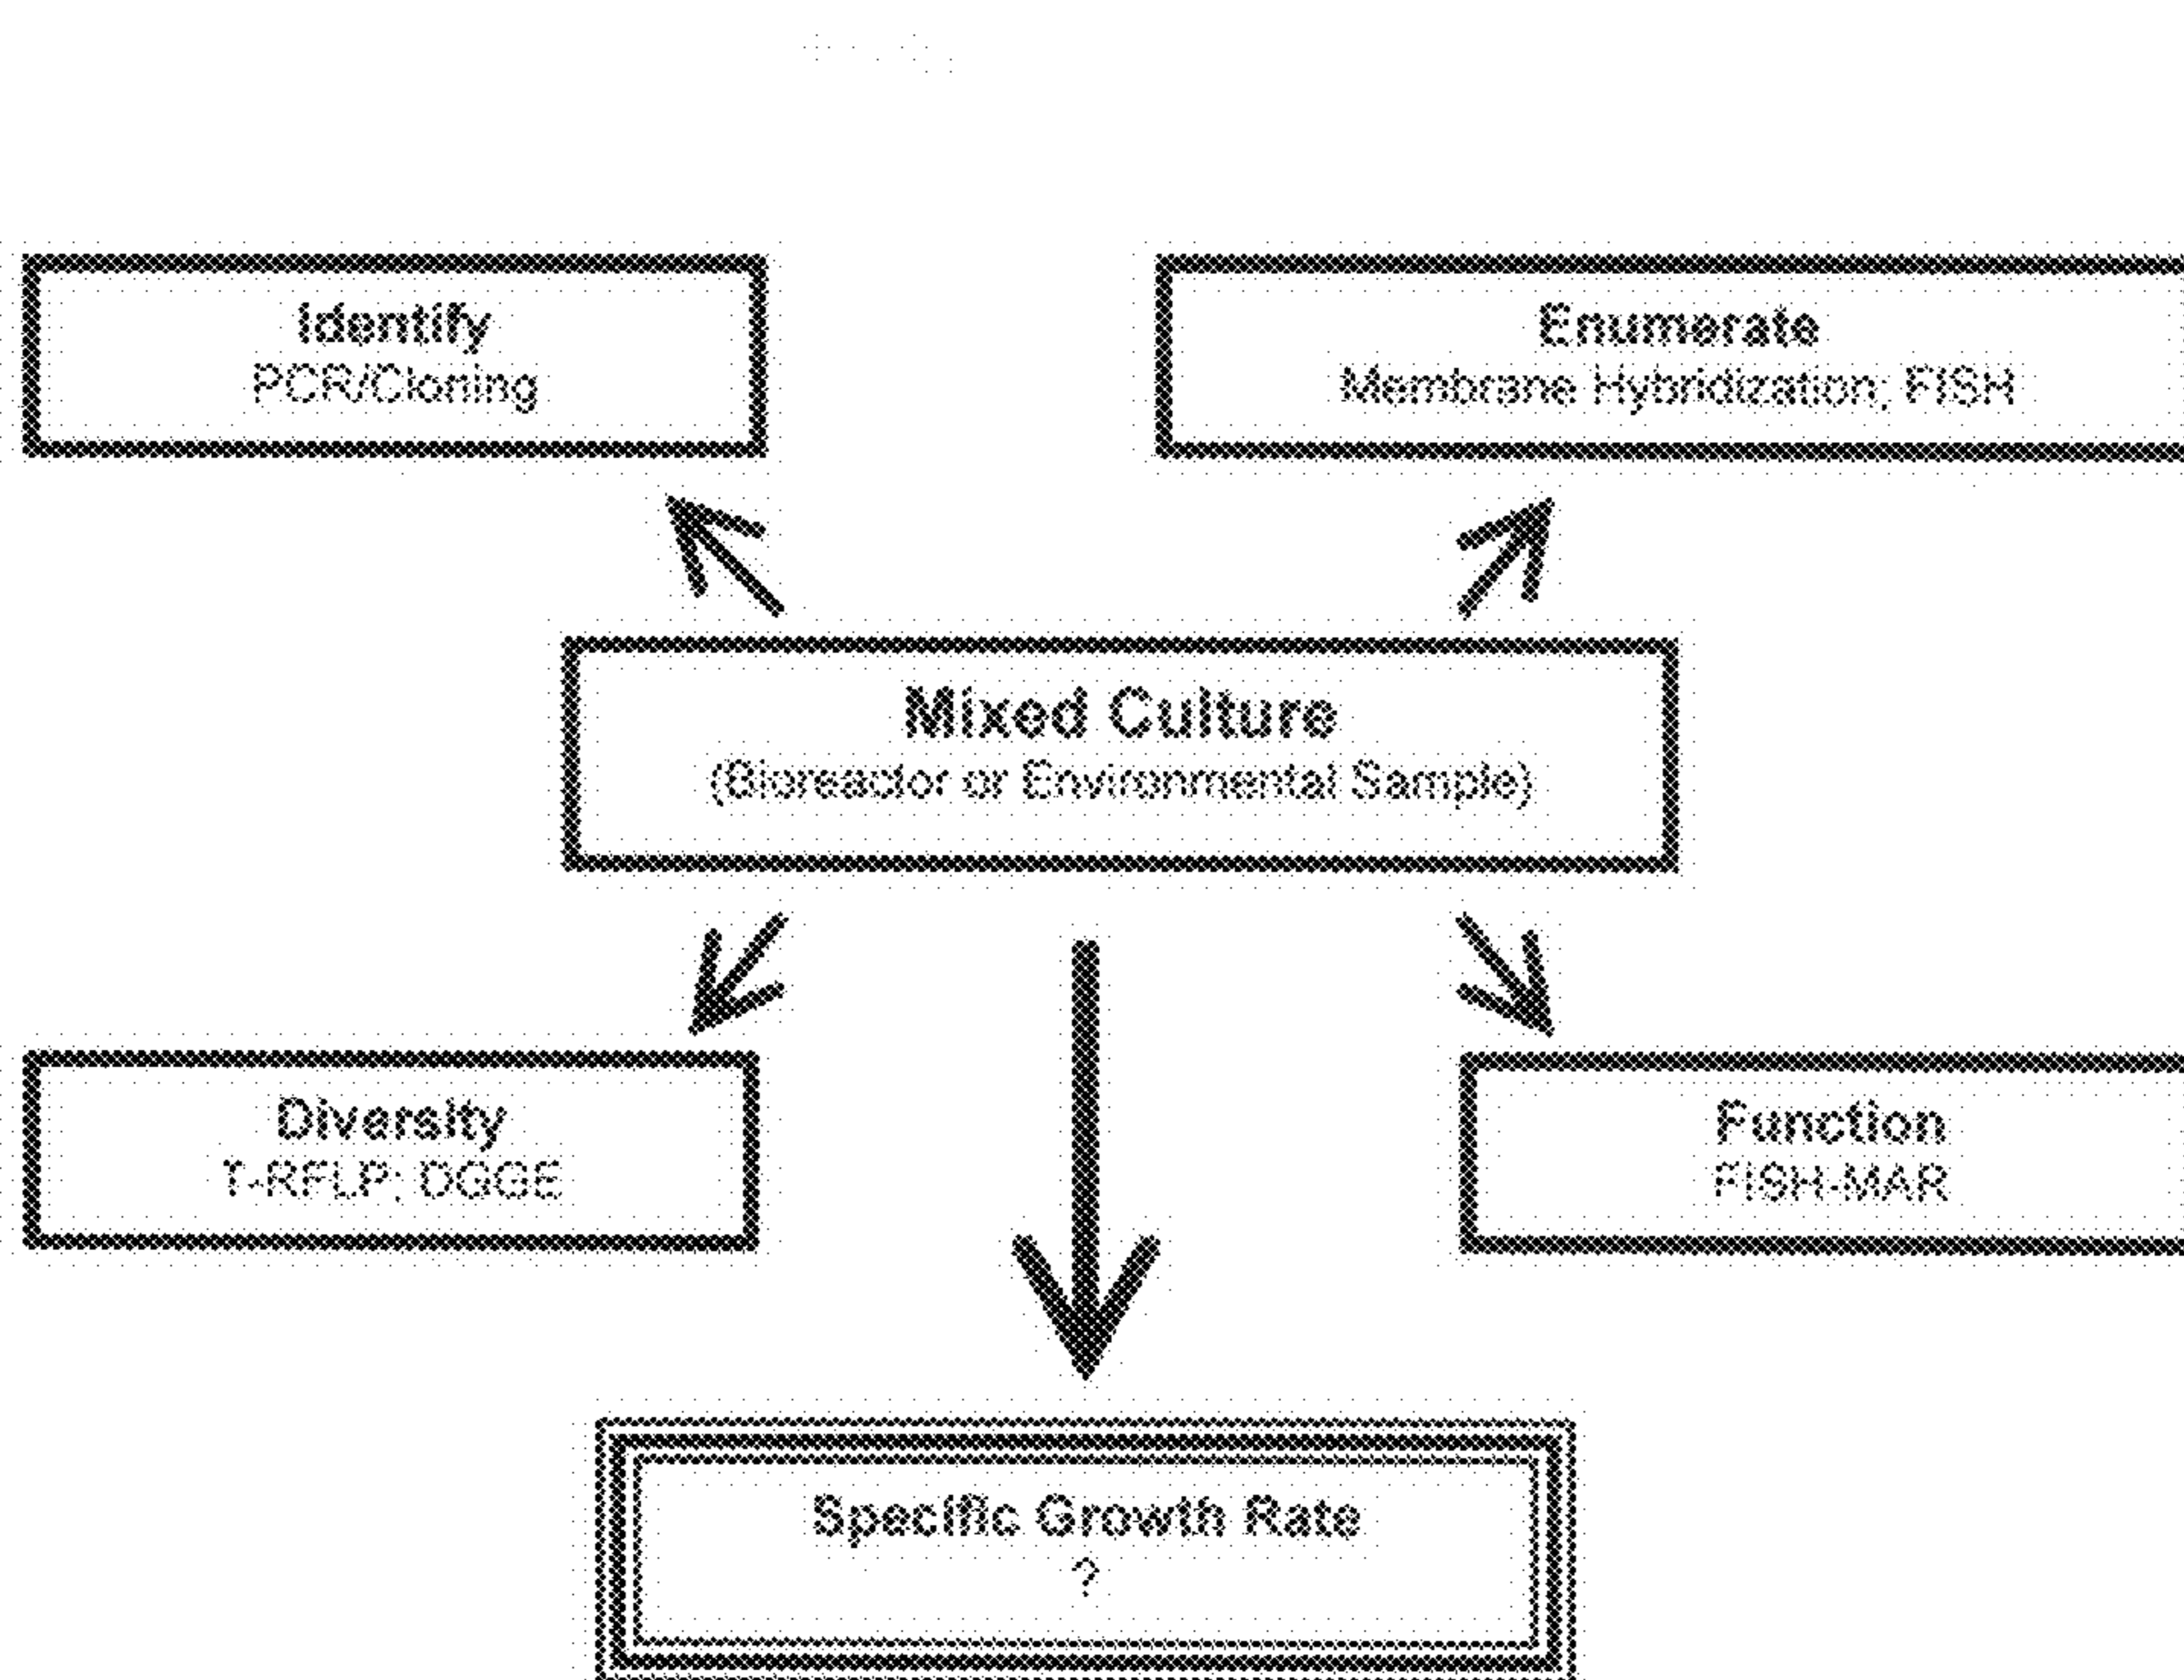 Identify
PCR/Cloning
Enumerate
Membrane Hybridization; FISH
Mixed Culture
(Bioreactor or Environmental Sample)
Diversity
T-RFLP; DGGE
Function
FISH-MAR
Specific Growth Rate
?